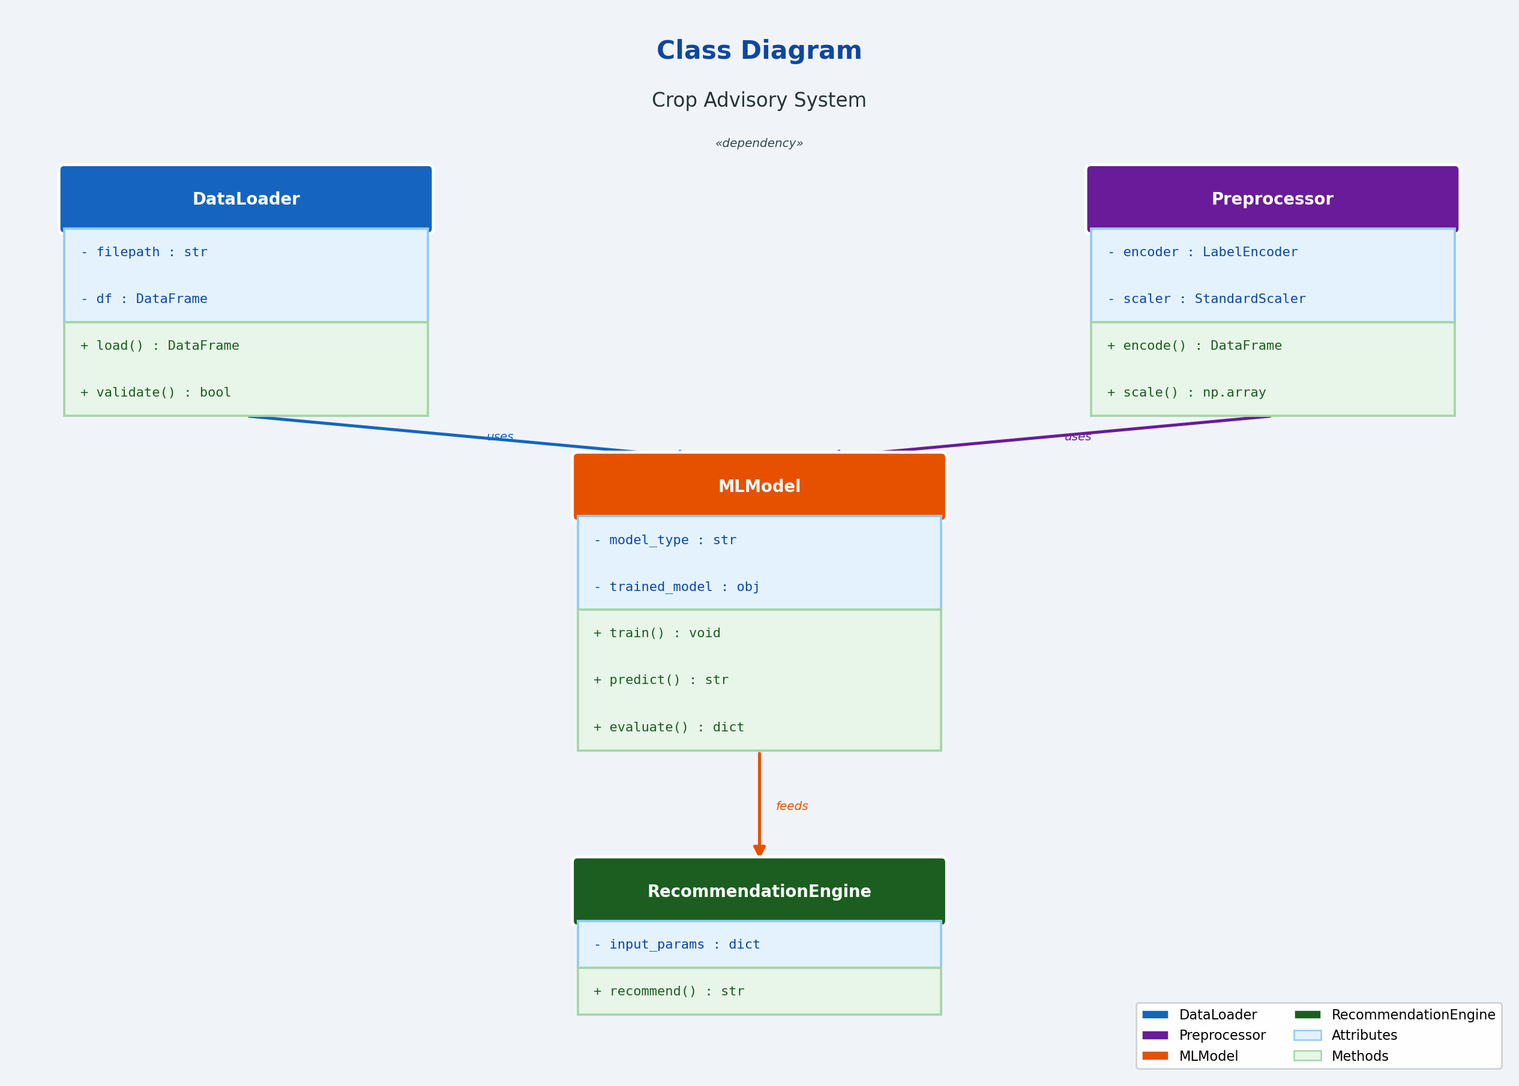 Class Diagram
Crop Advisory System
«dependency»
DataLoader
- filepath : str
- df : DataFrame
+ load() : DataFrame
+ validate() : bool
Preprocessor
- encoder : LabelEncoder
- scaler : StandardScaler
+ encode() : DataFrame
+ scale() : np.array
uses
uses
MLModel
- model_type : str
- trained_model : obj
+ train() : void
+ predict() : str
+ evaluate() : dict
feeds
RecommendationEngine
- input_params : dict
+ recommend() : str
DataLoader
Preprocessor
MLModel
RecommendationEngine
Attributes
Methods